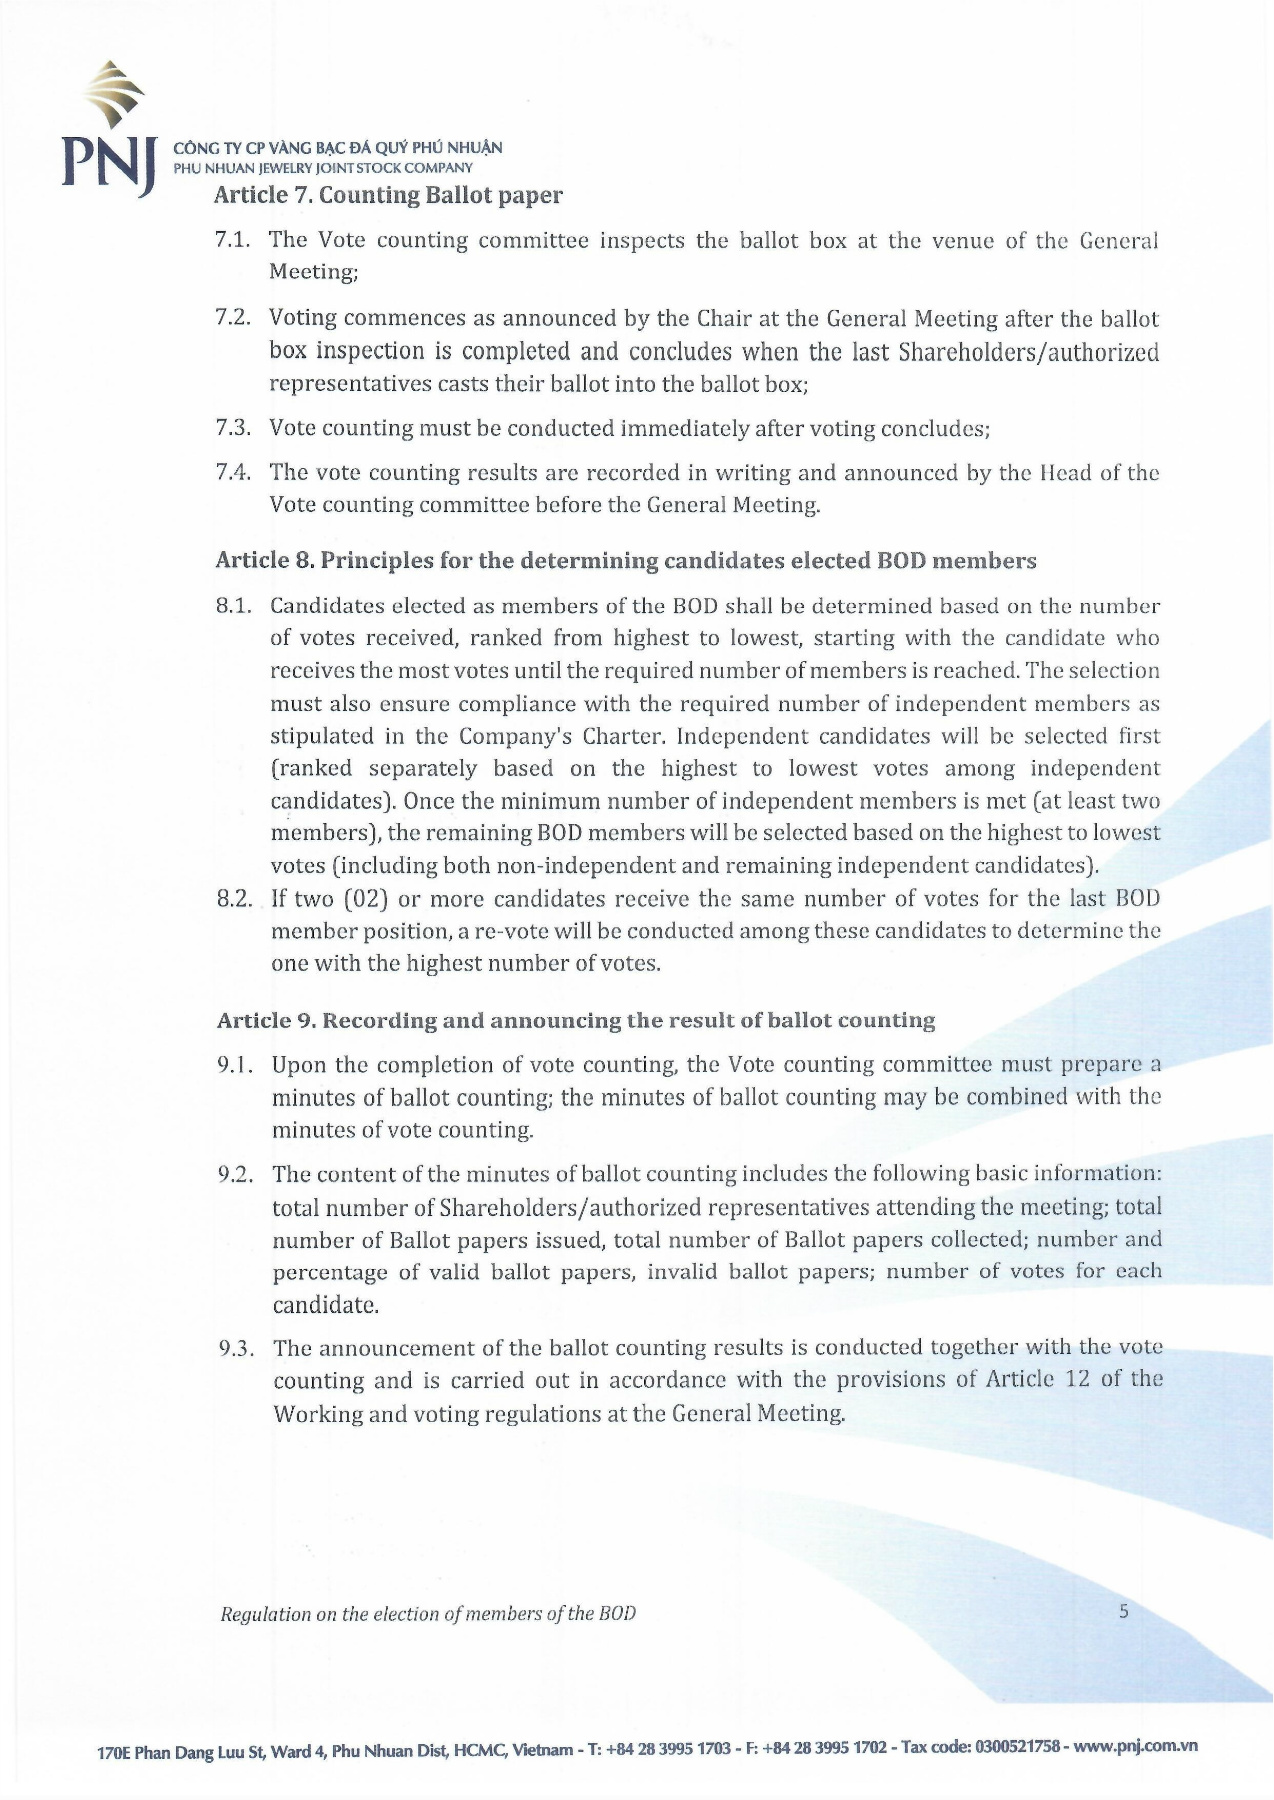 PNJ
CÔNG TY CP VÀNG BẠC ĐÁ QUÝ PHÚ NHUẬN
PHU NHUAN JEWELRY JOINT STOCK COMPANY
Article 7. Counting Ballot paper
7.1. The Vote counting committee inspects the ballot box at the venue of the General
Meeting;
7.2. Voting commences as announced by the Chair at the General Meeting after the ballot
box inspection is completed and concludes when the last Shareholders/authorized
representatives casts their ballot into the ballot box;
7.3. Vote counting must be conducted immediately after voting concludes;
7.4. The vote counting results are recorded in writing and announced by the Head of the
Vote counting committee before the General Meeting.
Article 8. Principles for the determining candidates elected BOD members
8.1. Candidates elected as members of the BOD shall be determined based on the number
of votes received, ranked from highest to lowest, starting with the candidate who
receives the most votes until the required number of members is reached. The selection
must also ensure compliance with the required number of independent members as
stipulated in the Company's Charter. Independent candidates will be selected first
(ranked separately based on the highest to lowest votes among independent
candidates). Once the minimum number of independent members is met (at least two
members), the remaining BOD members will be selected based on the highest to lowest
votes (including both non-independent and remaining independent candidates).
8.2. If two (02) or more candidates receive the same number of votes for the last BOD
member position, a re-vote will be conducted among these candidates to determine the
one with the highest number of votes.
Article 9. Recording and announcing the result of ballot counting
9.1. Upon the completion of vote counting, the Vote counting committee must prepare a
minutes of ballot counting; the minutes of ballot counting may be combined with the
minutes of vote counting.
9.2. The content of the minutes of ballot counting includes the following basic information:
total number of Shareholders/authorized representatives attending the meeting; total
number of Ballot papers issued, total number of Ballot papers collected; number and
percentage of valid ballot papers, invalid ballot papers; number of votes for each
candidate.
9.3. The announcement of the ballot counting results is conducted together with the vote
counting and is carried out in accordance with the provisions of Article 12 of the
Working and voting regulations at the General Meeting.
Regulation on the election of members of the BOD 5
170E Phan Dang Luu St, Ward 4, Phu Nhuan Dist, HCMC, Vietnam - T: +84 28 3995 1703 - F: +84 28 3995 1702 - Tax code: 0300521758 - www.pnj.com.vn